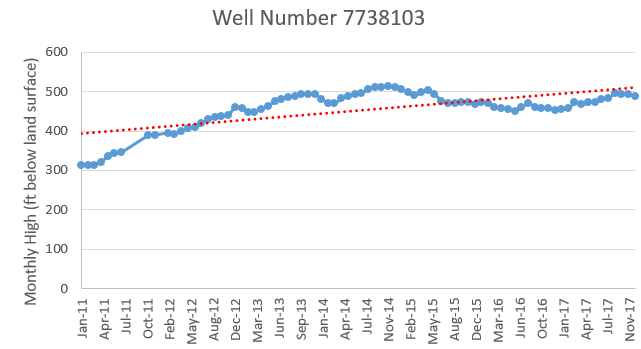 Well Number 7738103
Monthly High (ft below land surface)
600
500
400
300
200
100
0
Jan-11
Apr-11
Jul-11
Oct-11
Feb-12
May-12
Aug-12
Dec-12
Mar-13
Jun-13
Sep-13
Jan-14
Apr-14
Jul-14
Oct-14
Feb-15
May-15
Aug-15
Dec-15
Mar-16
Jun-16
Oct-16
Jan-17
Apr-17
Jul-17
Nov-17